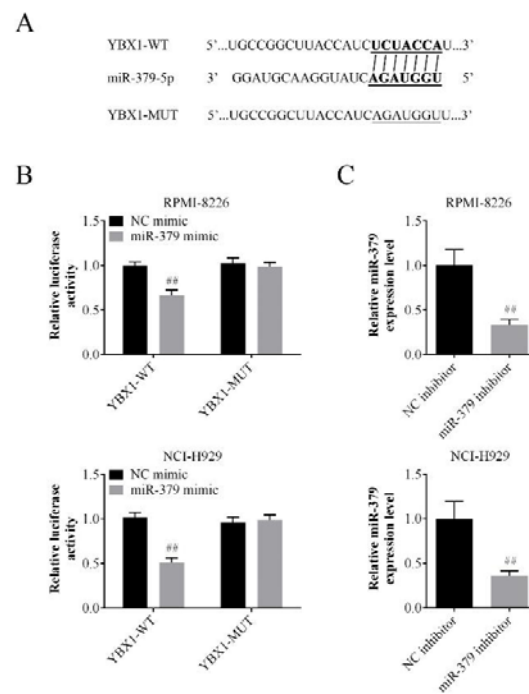 A
YBX1-WT 5’...UGCCGGCUUACCAUCUCUACCAU...3’
miR-379-5p 3’ GGAUGCAAGGUAUCAGAUGGU 5’
YBX1-MUT 5’...UGCCGGCUUACCAUCAGAUGGUU...3’
B
RPMI-8226
NC mimic
miR-379 mimic
Relative luciferase
activity
1.5
1.0
0.5
0.0
##
YBX1-WT
YBX1-MUT
NCI-H929
NC mimic
miR-379 mimic
Relative luciferase
activity
1.5
1.0
0.5
0.0
##
YBX1-WT
YBX1-MUT
C
RPMI-8226
Relative miR-379
expression level
1.5
1.0
0.5
0.0
##
NC inhibitor
miR-379 inhibitor
NCI-H929
Relative miR-379
expression level
1.5
1.0
0.5
0.0
##
NC inhibitor
miR-379 inhibitor